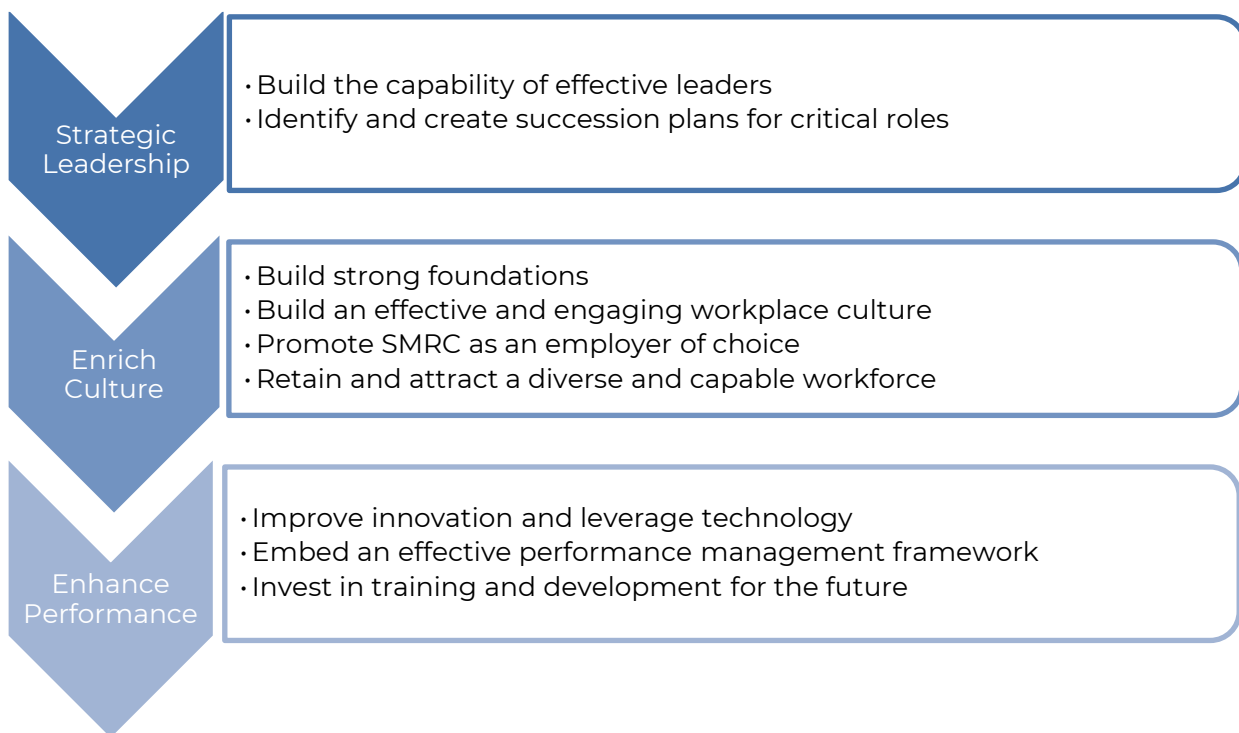 Strategic
Leadership
· Build the capability of effective leaders
· Identify and create succession plans for critical roles
Enrich
Culture
· Build strong foundations
· Build an effective and engaging workplace culture
· Promote SMRC as an employer of choice
· Retain and attract a diverse and capable workforce
Enhance
Performance
· Improve innovation and leverage technology
· Embed an effective performance management framework
· Invest in training and development for the future